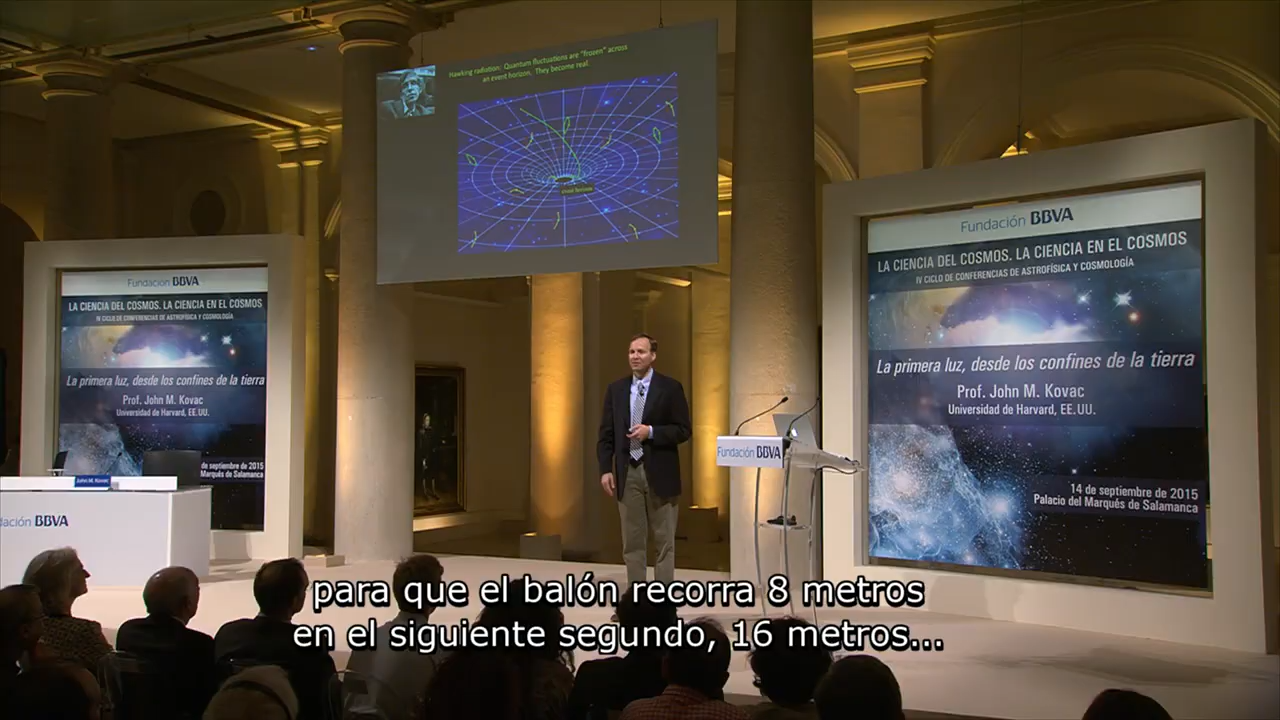 Hawking radiation: Quantum fluctuations are "frozen" across
an event horizon. They become real.
event horizon
Fundación BBVA
LA CIENCIA DEL COSMOS. LA CIENCIA EN EL COSMOS
IV CICLO DE CONFERENCIAS DE ASTROFÍSICA Y COSMOLOGÍA
La primera luz, desde los confines de la tierra
Prof. John M. Kovac
Universidad de Harvard, EE.UU.
de septiembre de 2015
Marqués de Salamanca
John M. Kovac
dación BBVA
Fundación BBVA
Fundación BBVA
LA CIENCIA DEL COSMOS. LA CIENCIA EN EL COSMOS
IV CICLO DE CONFERENCIAS DE ASTROFÍSICA Y COSMOLOGÍA
La primera luz, desde los confines de la tierra
Prof. John M. Kovac
Universidad de Harvard, EE.UU.
14 de septiembre de 2015
Palacio del Marqués de Salamanca
para que el balón recorra 8 metros
en el siguiente segundo, 16 metros...